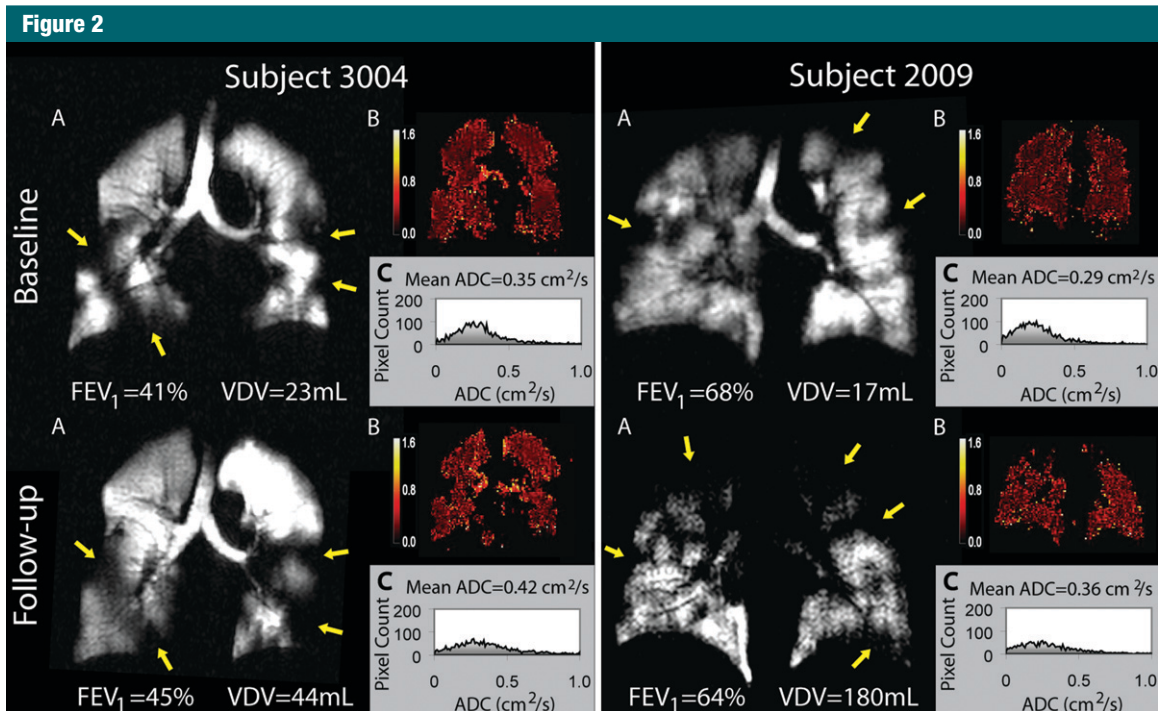 Figure 2
Subject 3004
Subject 2009
Baseline
A
B
1.6
0.8
0.0
C
Mean ADC=0.35 cm²/s
Pixel Count
200
100
0
0 0.5 1.0
ADC (cm²/s)
FEV₁=41% VDV=23mL
A
B
1.6
0.8
0.0
C
Mean ADC=0.29 cm²/s
Pixel Count
200
100
0
0 0.5 1.0
ADC (cm²/s)
FEV₁=68% VDV=17mL
Follow-up
A
B
1.6
0.8
0.0
C
Mean ADC=0.42 cm²/s
Pixel Count
200
100
0
0 0.5 1.0
ADC (cm²/s)
FEV₁=45% VDV=44mL
A
B
1.6
0.8
0.0
C
Mean ADC=0.36 cm²/s
Pixel Count
200
100
0
0 0.5 1.0
ADC (cm²/s)
FEV₁=64% VDV=180mL